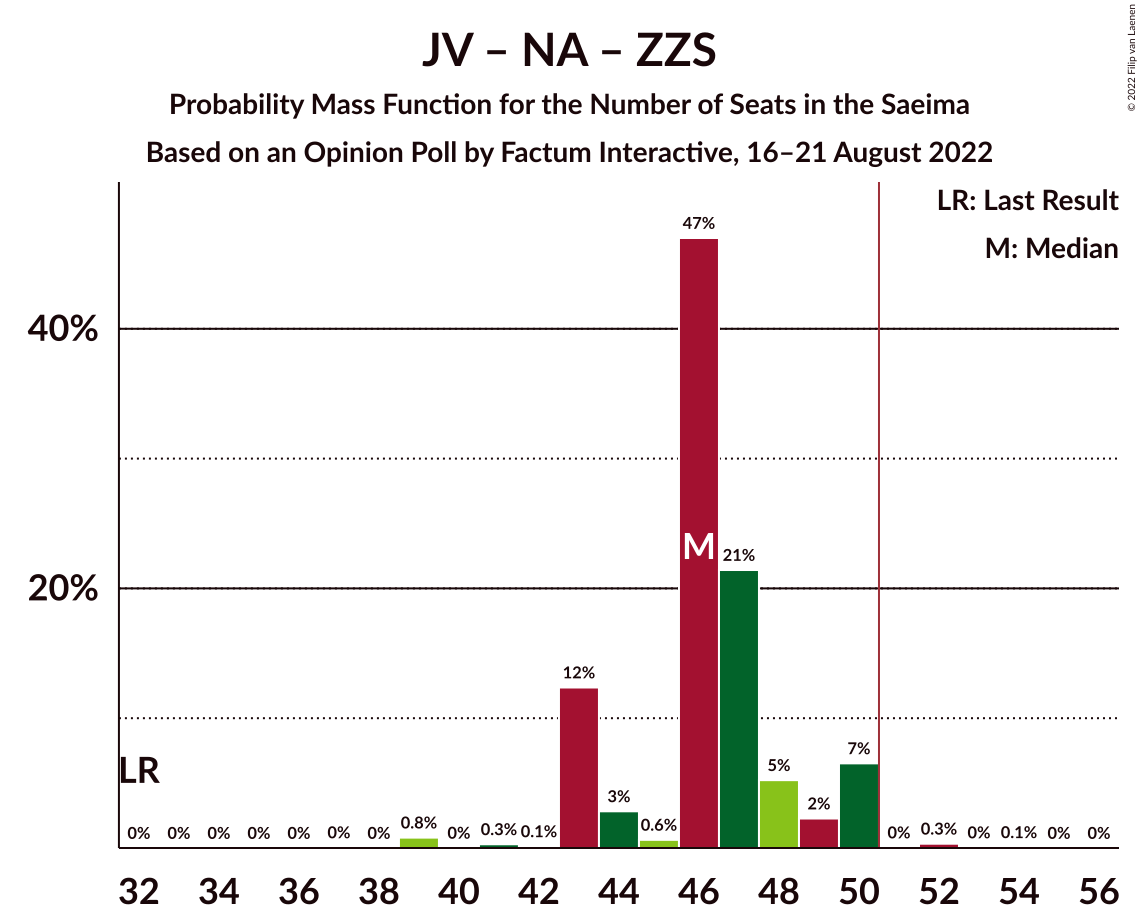 JV – NA – ZZS
Probability Mass Function for the Number of Seats in the Saeima
Based on an Opinion Poll by Factum Interactive, 16–21 August 2022
© 2022 Filip van Laenen
LR: Last Result
M: Median
47%
40%
M
21%
20%
12%
7%
LR
5%
3%
2%
0% 0% 0% 0% 0% 0% 0% 0.8% 0% 0.3% 0.1% 0.6% 0% 0.3% 0% 0.1% 0% 0%
32 34 36 38 40 42 44 46 48 50 52 54 56